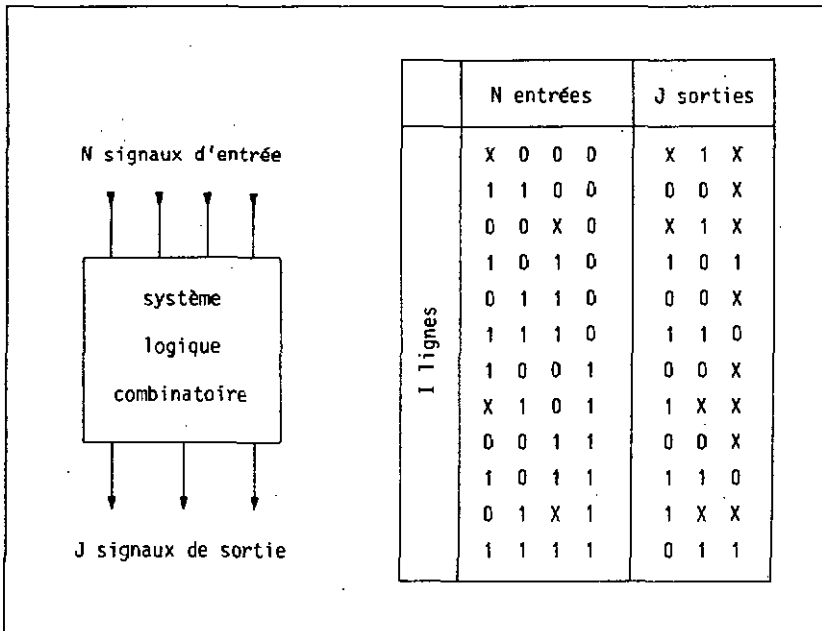 N signaux d'entrée
système
logique
combinatoire
J signaux de sortie
N entrées J sorties
I lignes
X 0 0 0 X 1 X
1 1 0 0 0 0 X
0 0 X 0 X 1 X
1 0 1 0 1 0 1
0 1 1 0 0 0 X
1 1 1 0 1 1 0
1 0 0 1 0 0 X
X 1 0 1 1 X X
0 0 1 1 0 0 X
1 0 1 1 1 1 0
0 1 X 1 1 X X
1 1 1 1 0 1 1